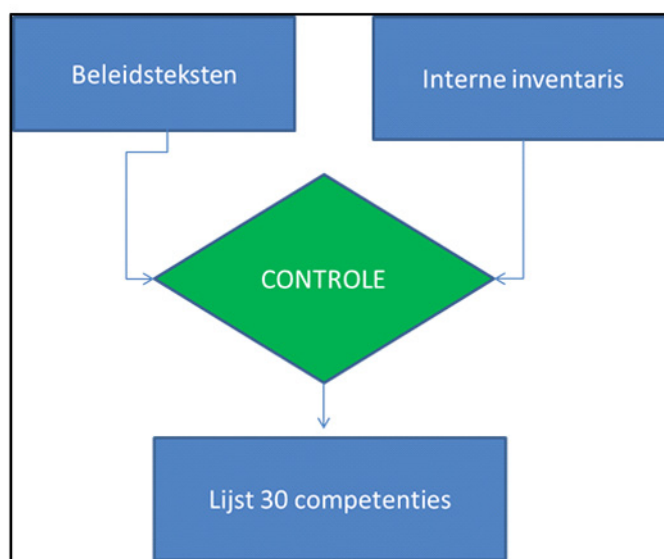 Beleidsteksten
Interne inventaris
CONTROLE
Lijst 30 competenties